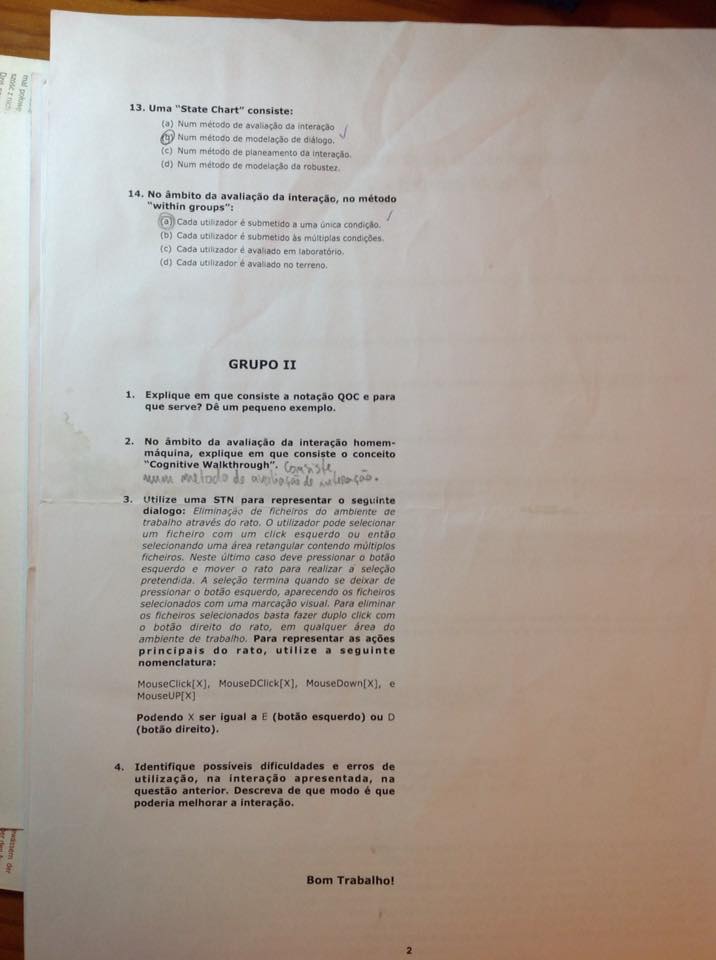 13. Uma “State Chart” consiste:
(a) Num método de avaliação da interação
(b) Num método de modelação de diálogo.
(c) Num método de planeamento da interação.
(d) Num método de modelação da robustez.
14. No âmbito da avaliação da interação, no método
“within groups”:
(a) Cada utilizador é submetido a uma única condição.
(b) Cada utilizador é submetido às múltiplas condições.
(c) Cada utilizador é avaliado em laboratório.
(d) Cada utilizador é avaliado no terreno.
GRUPO II
1. Explique em que consiste a notação QOC e para
que serve? Dê um pequeno exemplo.
2. No âmbito da avaliação da interação homem-
máquina, explique em que consiste o conceito
“Cognitive Walkthrough”. Consiste
num método de avaliação de interação.
3. Utilize uma STN para representar o seguinte
dialogo: Eliminação de ficheiros do ambiente de
trabalho através do rato. O utilizador pode selecionar
um ficheiro com um click esquerdo ou então
selecionando uma área retangular contendo múltiplos
ficheiros. Neste último caso deve pressionar o botão
esquerdo e mover o rato para realizar a seleção
pretendida. A seleção termina quando se deixar de
pressionar o botão esquerdo, aparecendo os ficheiros
selecionados com uma marcação visual. Para eliminar
os ficheiros selecionados basta fazer duplo click com
o botão direito do rato, em qualquer área do
ambiente de trabalho. Para representar as ações
principais do rato, utilize a seguinte
nomenclatura:
MouseClick[X], MouseDClick[X], MouseDown[X], e
MouseUP[X]
Podendo X ser igual a E (botão esquerdo) ou D
(botão direito).
4. Identifique possíveis dificuldades e erros de
utilização, na interação apresentada, na
questão anterior. Descreva de que modo é que
poderia melhorar a interação.
Bom Trabalho!
2